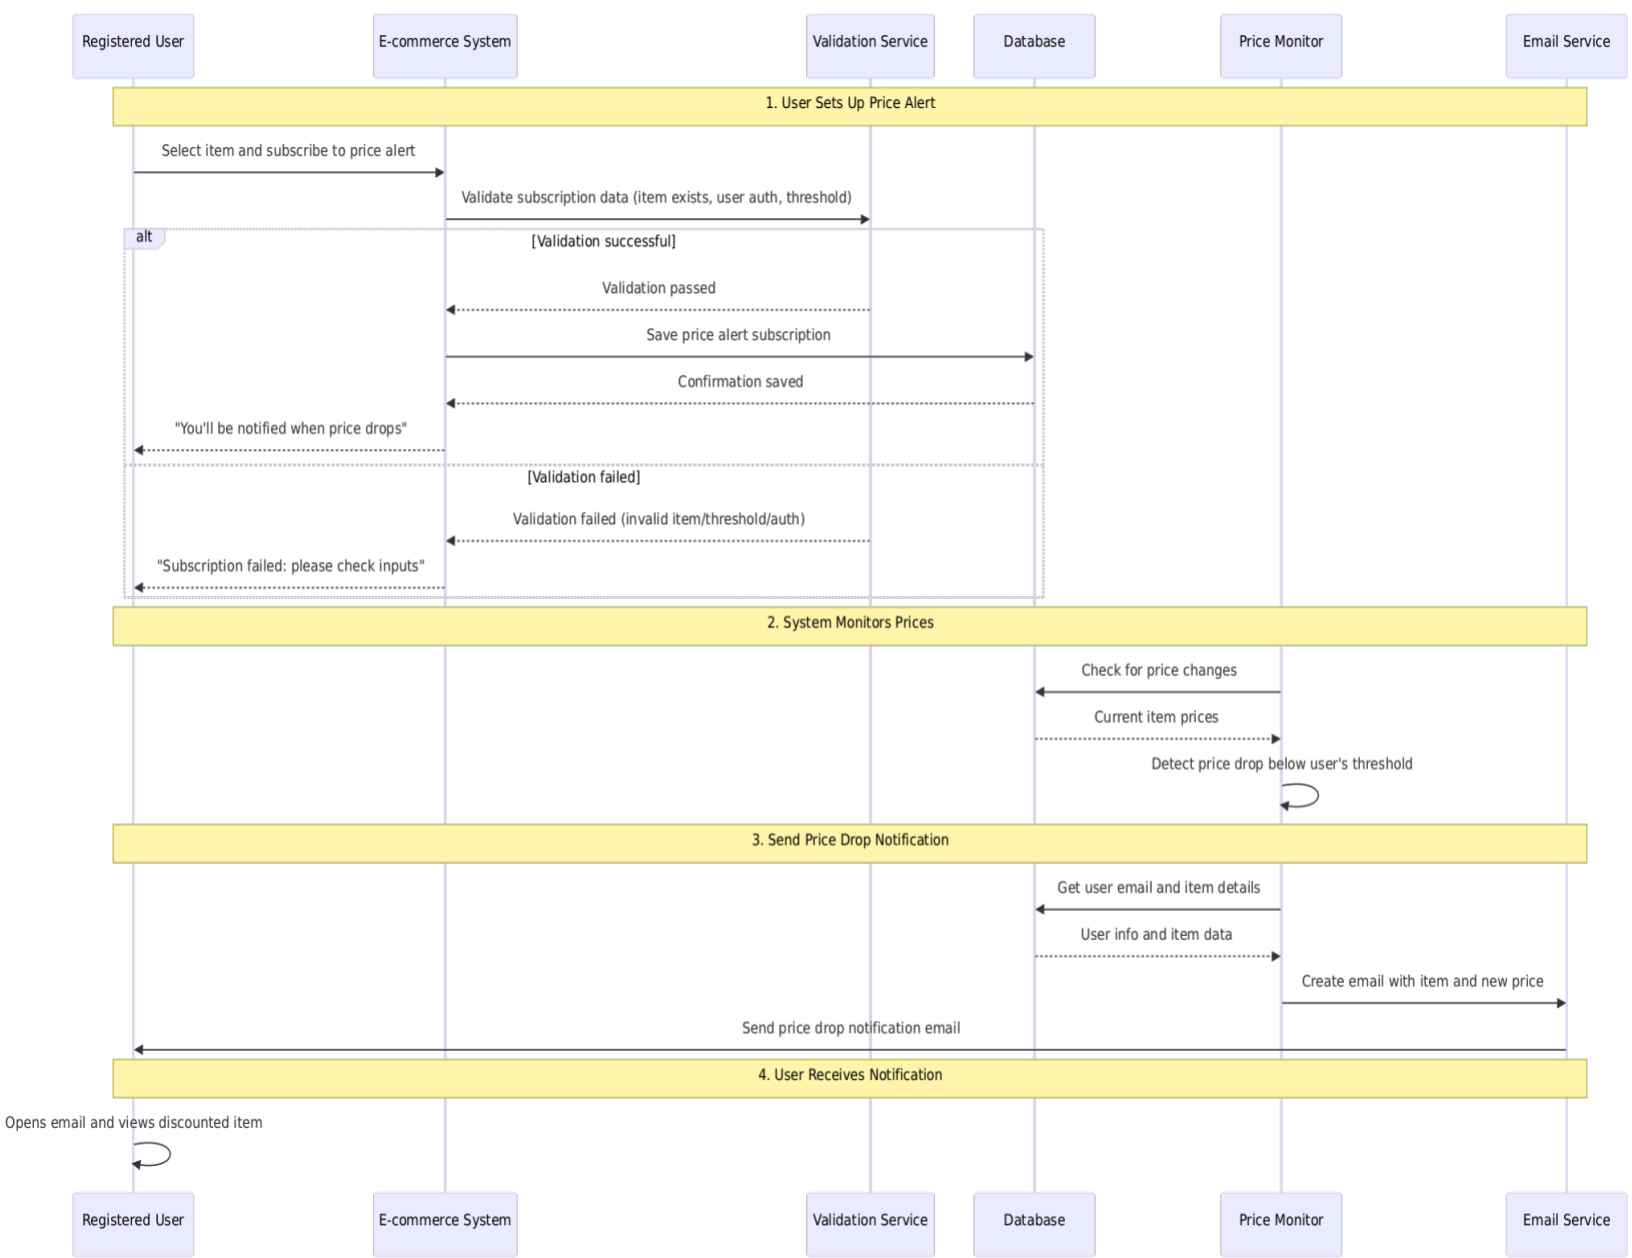 Registered User
E-commerce System
Validation Service
Database
Price Monitor
Email Service
1. User Sets Up Price Alert
Select item and subscribe to price alert
Validate subscription data (item exists, user auth, threshold)
alt
[Validation successful]
Validation passed
Save price alert subscription
Confirmation saved
"You'll be notified when price drops"
[Validation failed]
Validation failed (invalid item/threshold/auth)
"Subscription failed: please check inputs"
2. System Monitors Prices
Check for price changes
Current item prices
Detect price drop below user's threshold
3. Send Price Drop Notification
Get user email and item details
User info and item data
Create email with item and new price
Send price drop notification email
4. User Receives Notification
Opens email and views discounted item
Registered User
E-commerce System
Validation Service
Database
Price Monitor
Email Service